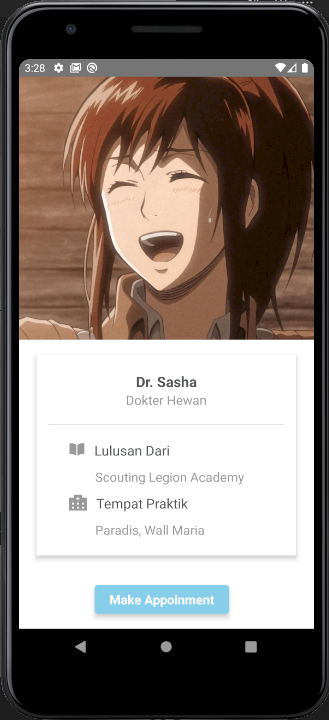 3:28
Dr. Sasha
Dokter Hewan
Lulusan Dari
Scouting Legion Academy
Tempat Praktik
Paradis, Wall Maria
Make Appoinment